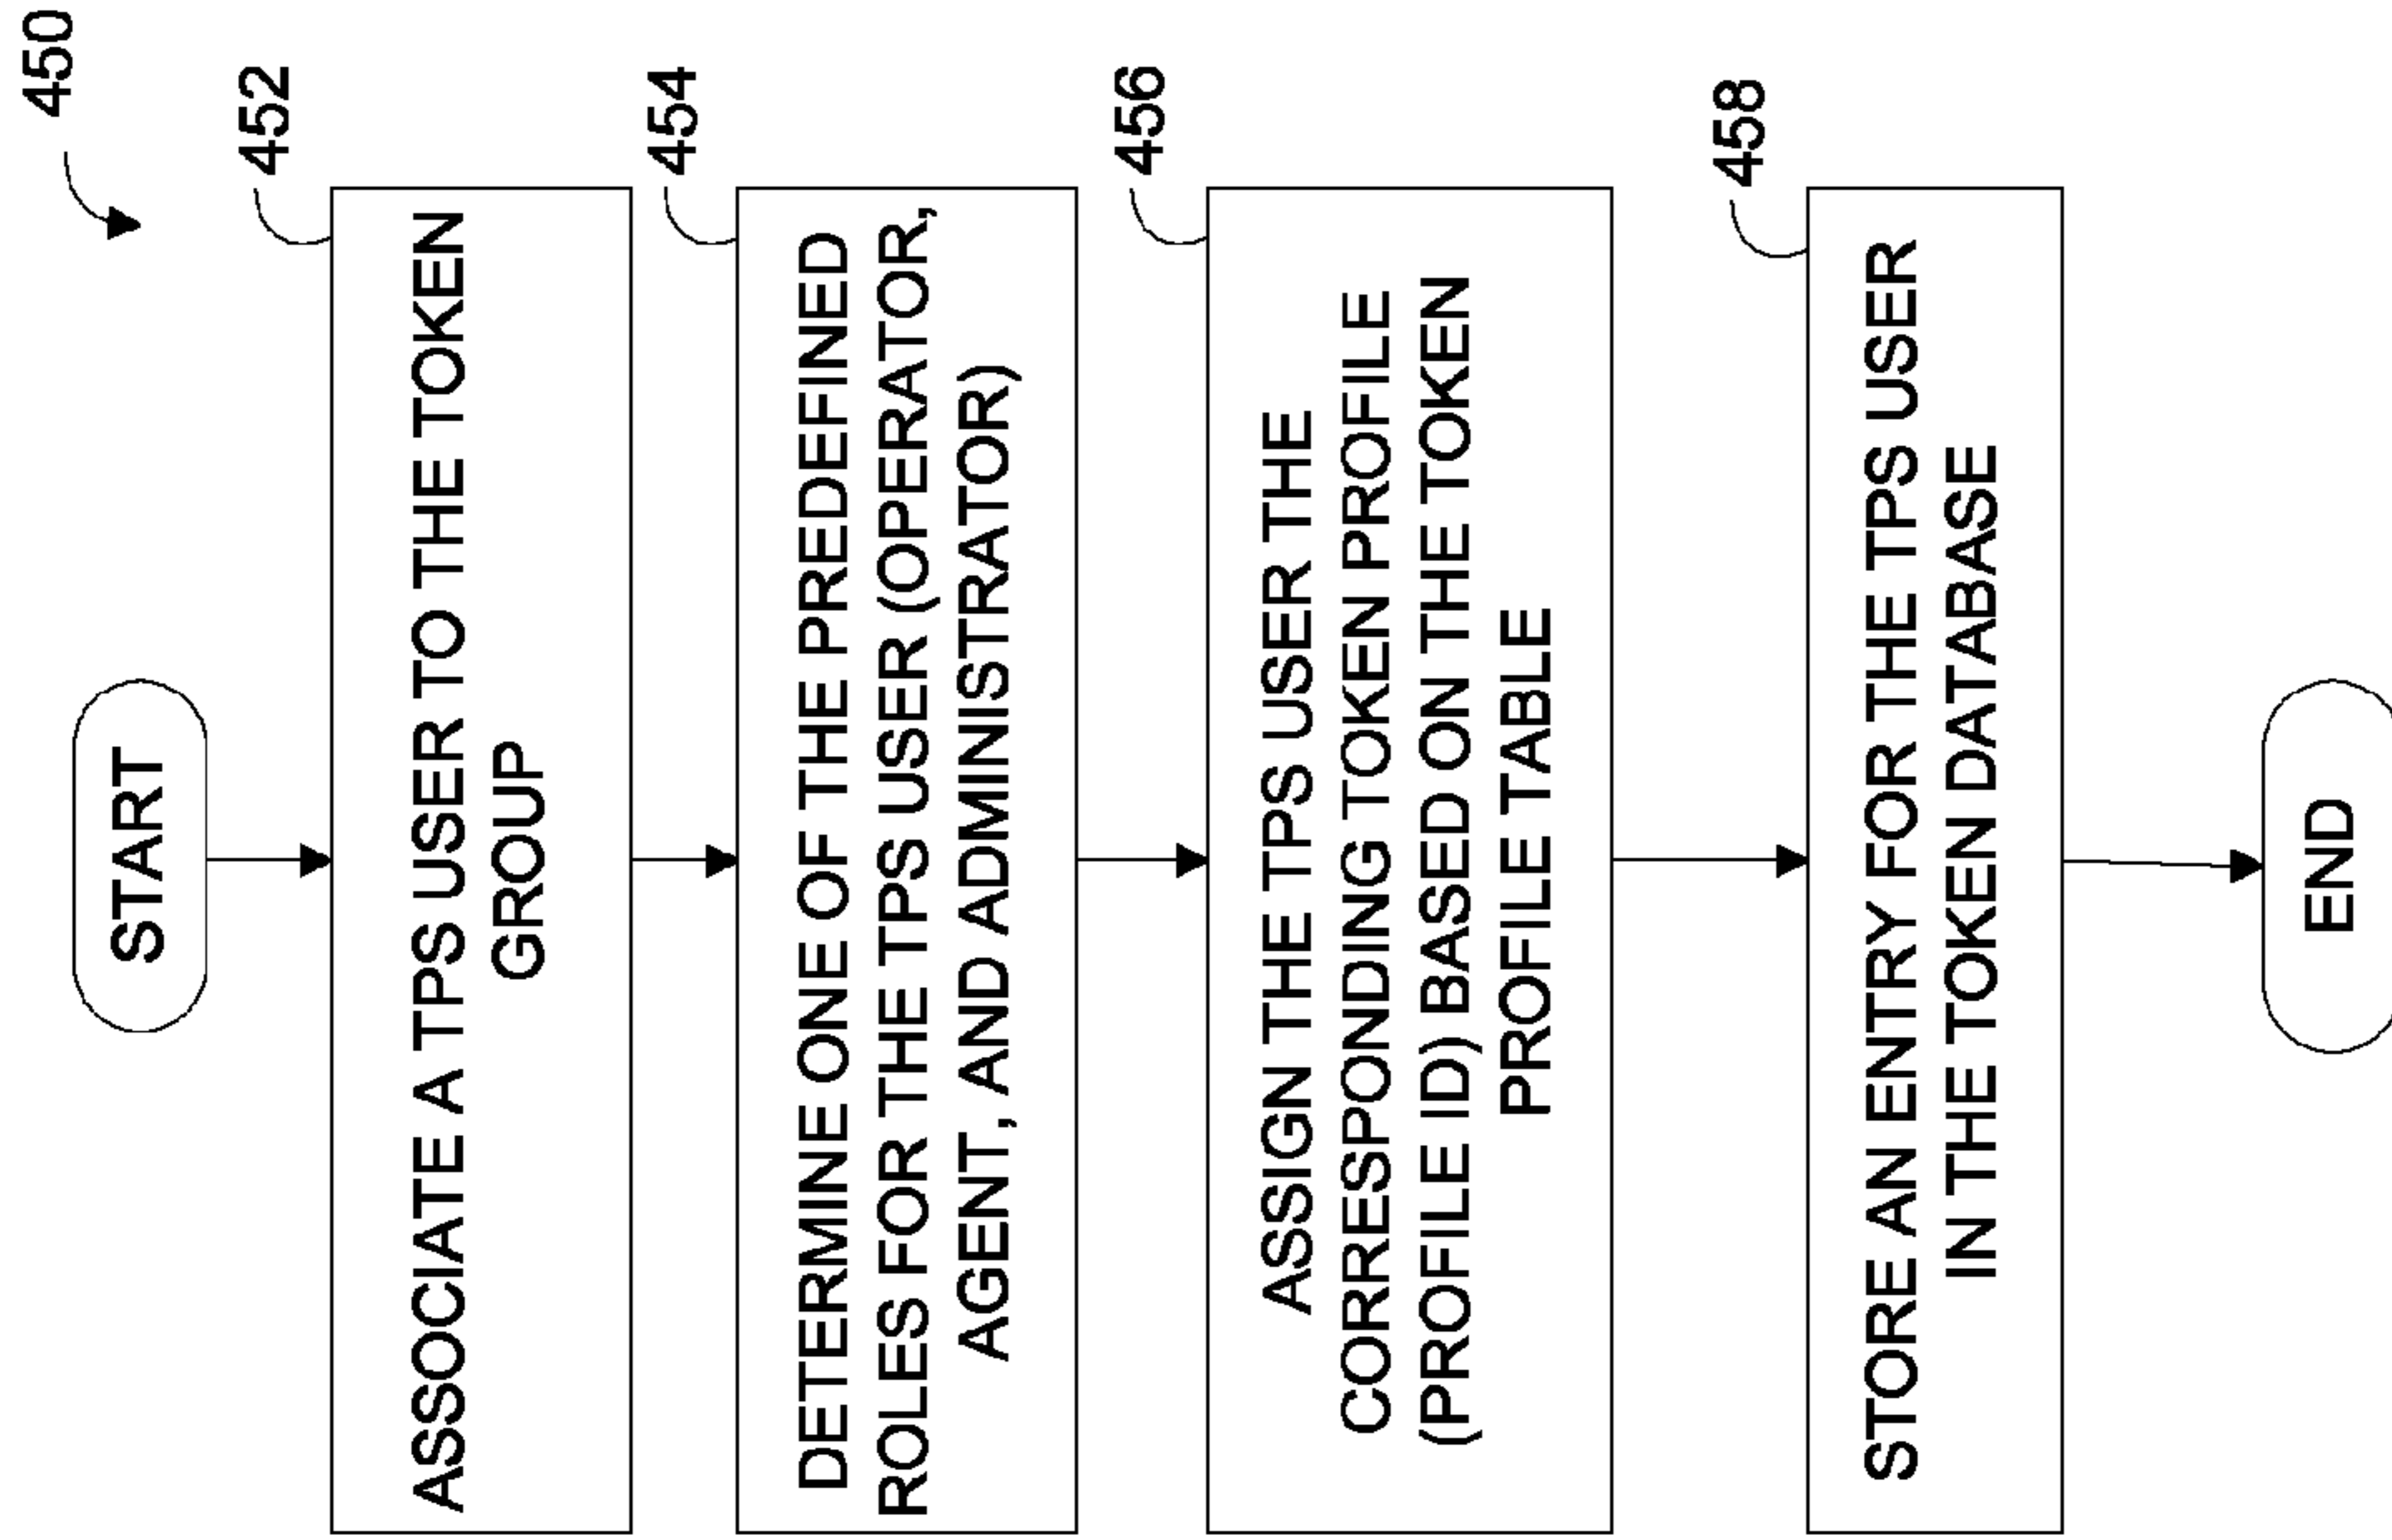 450
START
452
ASSOCIATE A TPS USER TO THE TOKEN
GROUP
454
DETERMINE ONE OF THE PREDEFINED
ROLES FOR THE TPS USER (OPERATOR,
AGENT, AND ADMINISTRATOR)
456
ASSIGN THE TPS USER THE
CORRESPONDING TOKEN PROFILE
(PROFILE ID) BASED ON THE TOKEN
PROFILE TABLE
458
STORE AN ENTRY FOR THE TPS USER
IN THE TOKEN DATABASE
END